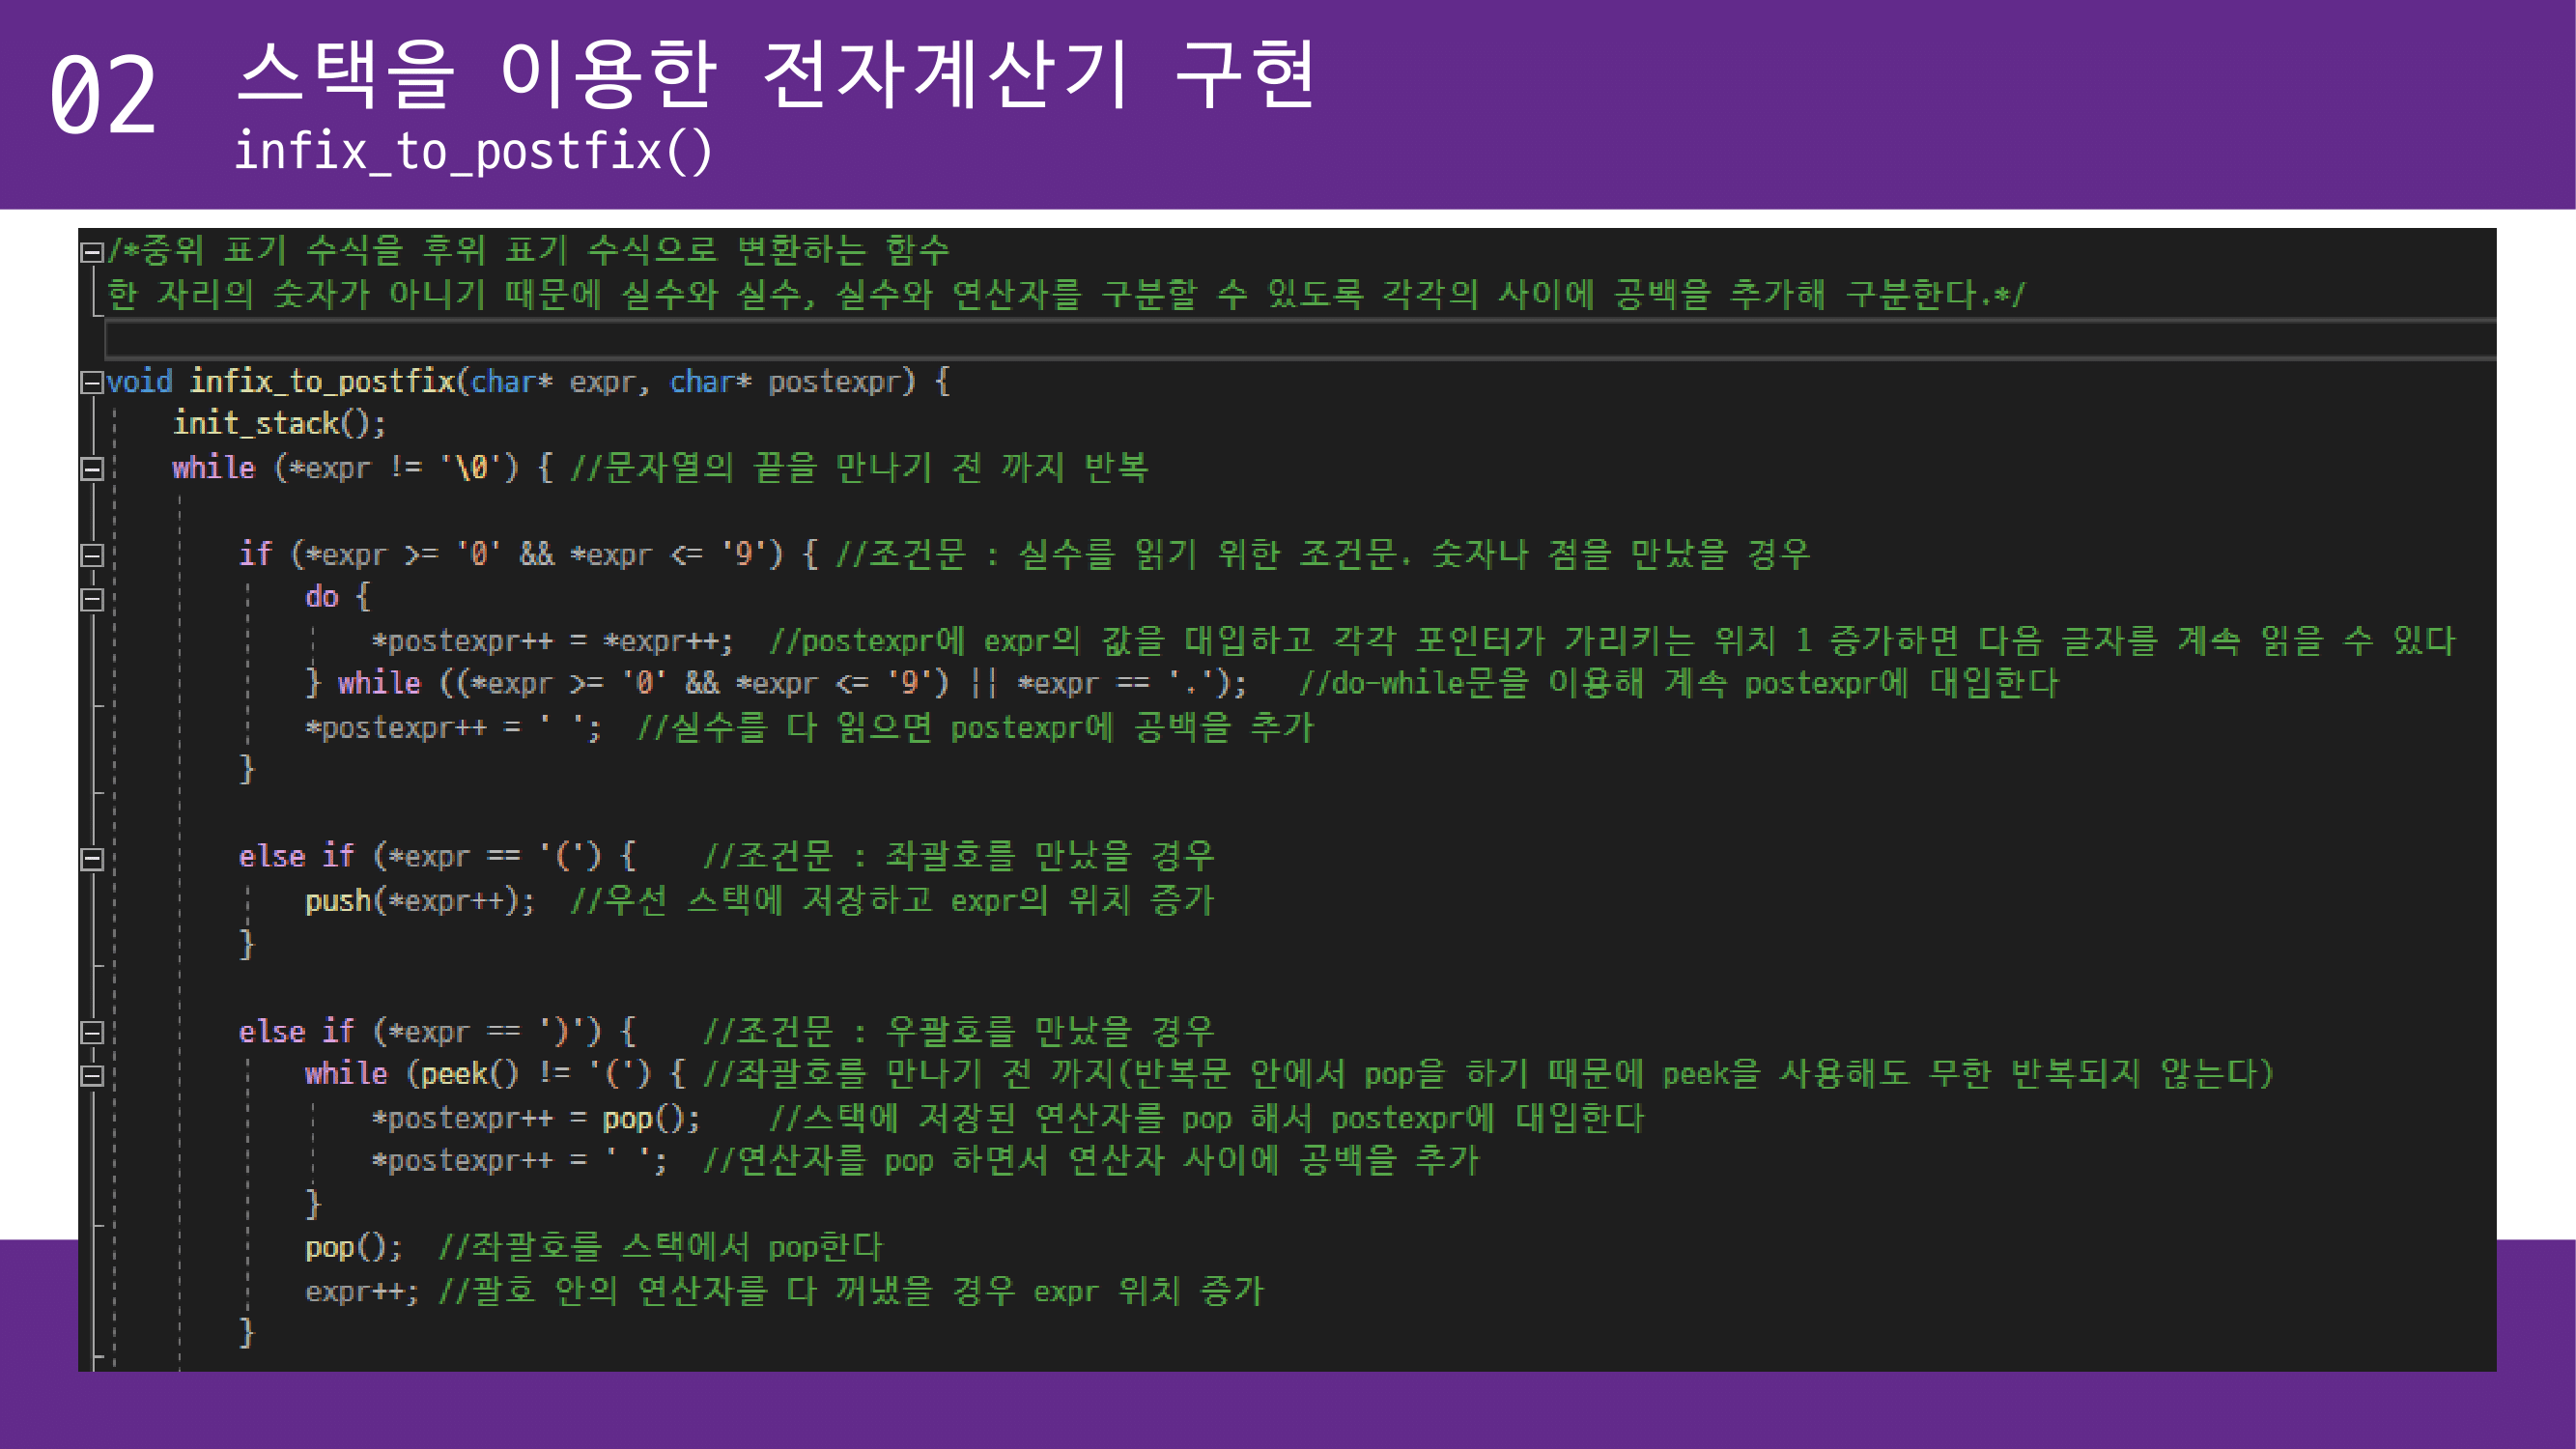 02
스택을 이용한 전자계산기 구현
infix_to_postfix()
/*중위 표기 수식을 후위 표기 수식으로 변환하는 함수
한 자리의 숫자가 아니기 때문에 실수와 실수, 실수와 연산자를 구분할 수 있도록 각각의 사이에 공백을 추가해 구분한다.*/
void infix_to_postfix(char* expr, char* postexpr) {
init_stack();
while (*expr != '\0') { //문자열의 끝을 만나기 전 까지 반복
if (*expr >= '0' && *expr <= '9') { //조건문 : 실수를 읽기 위한 조건문. 숫자나 점을 만났을 경우
do {
*postexpr++ = *expr++; //postexpr에 expr의 값을 대입하고 각각 포인터가 가리키는 위치 1 증가하면 다음 글자를 계속 읽을 수 있다
} while ((*expr >= '0' && *expr <= '9') || *expr == '.'); //do-while문을 이용해 계속 postexpr에 대입한다
*postexpr++ = ' '; //실수를 다 읽으면 postexpr에 공백을 추가
}
else if (*expr == '(') { //조건문 : 좌괄호를 만났을 경우
push(*expr++); //우선 스택에 저장하고 expr의 위치 증가
}
else if (*expr == ')') { //조건문 : 우괄호를 만났을 경우
while (peek() != '(') { //좌괄호를 만나기 전 까지(반복문 안에서 pop을 하기 때문에 peek을 사용해도 무한 반복되지 않는다)
*postexpr++ = pop(); //스택에 저장된 연산자를 pop 해서 postexpr에 대입한다
*postexpr++ = ' '; //연산자를 pop 하면서 연산자 사이에 공백을 추가
}
pop(); //좌괄호를 스택에서 pop한다
expr++; //괄호 안의 연산자를 다 꺼냈을 경우 expr 위치 증가
}